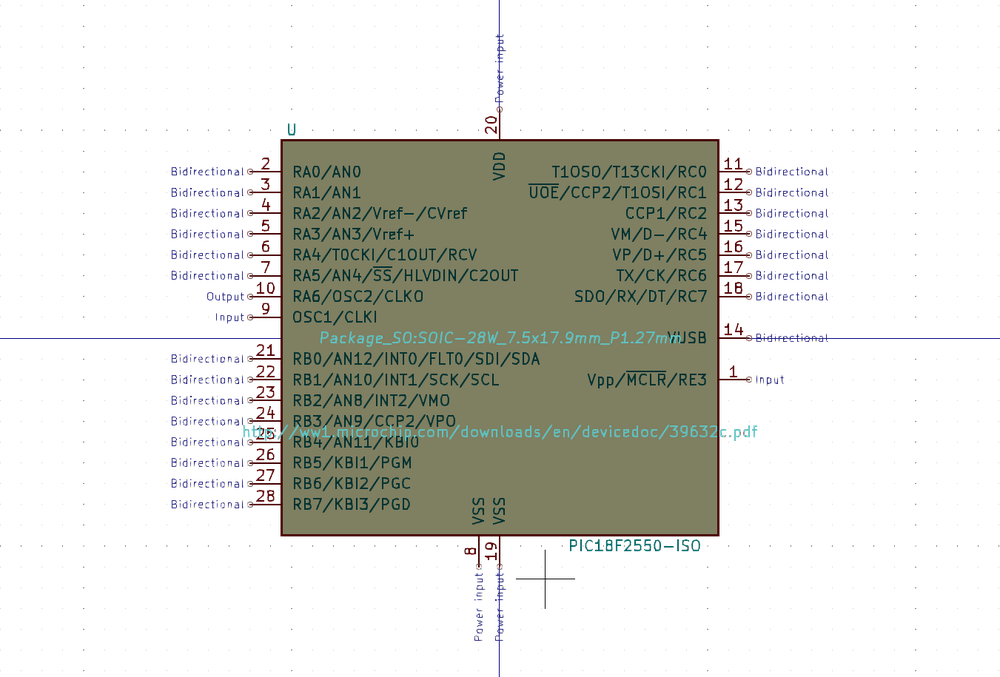 Power input
20
U
VDD
Bidirectional 2 RA0/AN0
Bidirectional 3 RA1/AN1
Bidirectional 4 RA2/AN2/Vref-/CVref
Bidirectional 5 RA3/AN3/Vref+
Bidirectional 6 RA4/T0CKI/C1OUT/RCV
Bidirectional 7 RA5/AN4/SS/HLVDIN/C2OUT
Output 10 RA6/OSC2/CLKO
Input 9 OSC1/CLKI
T1OSO/T13CKI/RC0 11 Bidirectional
UOE/CCP2/T1OSI/RC1 12 Bidirectional
CCP1/RC2 13 Bidirectional
VM/D-/RC4 15 Bidirectional
VP/D+/RC5 16 Bidirectional
TX/CK/RC6 17 Bidirectional
SDO/RX/DT/RC7 18 Bidirectional
Package_SO:SOIC-28W_7.5x17.9mm_P1.27mm
VUSB 14 Bidirectional
Vpp/MCLR/RE3 1 Input
Bidirectional 21 RB0/AN12/INT0/FLT0/SDI/SDA
Bidirectional 22 RB1/AN10/INT1/SCK/SCL
Bidirectional 23 RB2/AN8/INT2/VMO
Bidirectional 24 RB3/AN9/CCP2/VPO
http://ww1.microchip.com/downloads/en/devicedoc/39632c.pdf
Bidirectional 25 RB4/AN11/KBI0
Bidirectional 26 RB5/KBI1/PGM
Bidirectional 27 RB6/KBI2/PGC
Bidirectional 28 RB7/KBI3/PGD
VSS VSS
8 19
PIC18F2550-ISO
Power input Power input